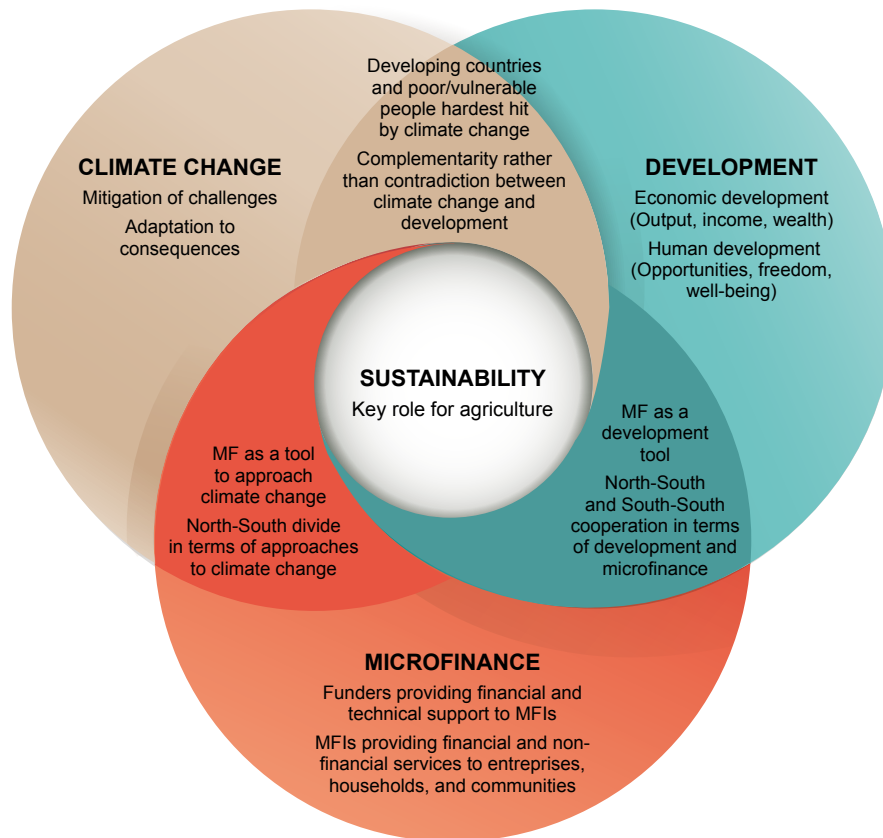 Developing countries
and poor/vulnerable
people hardest hit
by climate change
Complementarity rather
than contradiction between
climate change and
development
CLIMATE CHANGE
Mitigation of challenges
Adaptation to
consequences
DEVELOPMENT
Economic development
(Output, income, wealth)
Human development
(Opportunities, freedom,
well-being)
SUSTAINABILITY
Key role for agriculture
MF as a tool
to approach
climate change
North-South divide
in terms of approaches
to climate change
MF as a
development
tool
North-South
and South-South
cooperation in terms
of development and
microfinance
MICROFINANCE
Funders providing financial and
technical support to MFIs
MFIs providing financial and non-
financial services to entreprises,
households, and communities